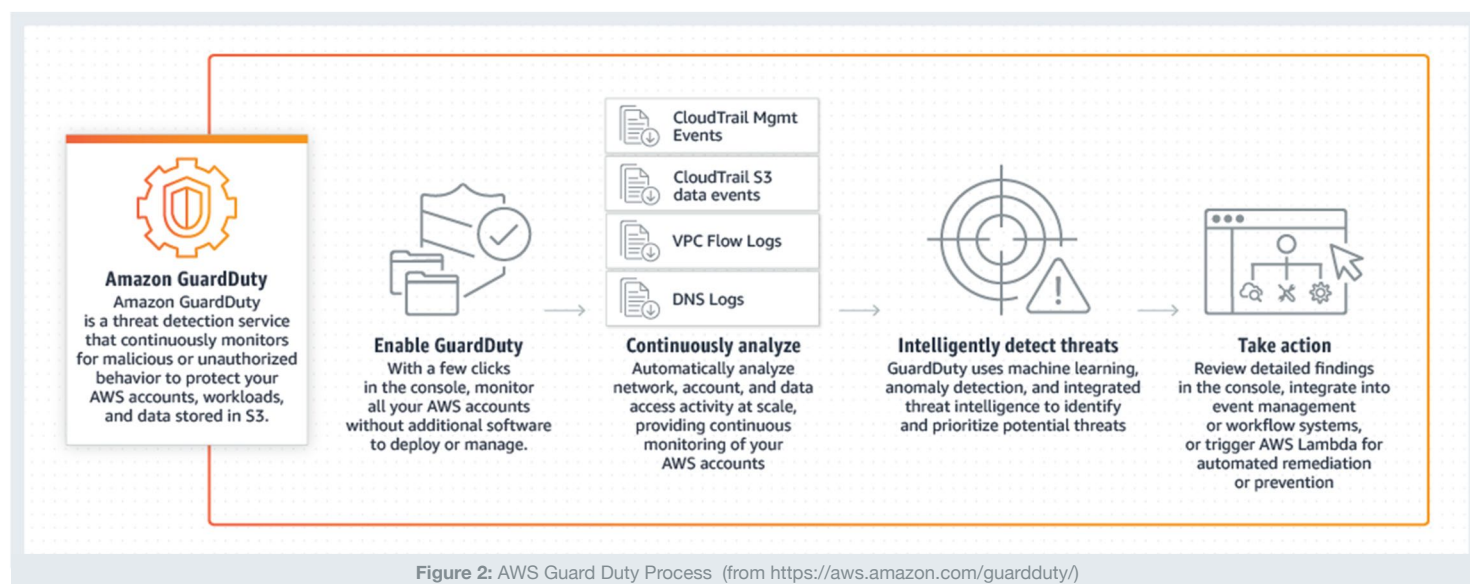 Amazon GuardDuty
Amazon GuardDuty
is a threat detection service
that continuously monitors
for malicious or unauthorized
behavior to protect your
AWS accounts, workloads,
and data stored in S3.
Enable GuardDuty
With a few clicks
in the console, monitor
all your AWS accounts
without additional software
to deploy or manage.
CloudTrail Mgmt
Events
CloudTrail S3
data events
VPC Flow Logs
DNS Logs
Continuously analyze
Automatically analyze
network, account, and data
access activity at scale,
providing continuous
monitoring of your
AWS accounts
Intelligently detect threats
GuardDuty uses machine learning,
anomaly detection, and integrated
threat intelligence to identify
and prioritize potential threats
Take action
Review detailed findings
in the console, integrate into
event management
or workflow systems,
or trigger AWS Lambda for
automated remediation
or prevention
Figure 2: AWS Guard Duty Process (from https://aws.amazon.com/guardduty/)